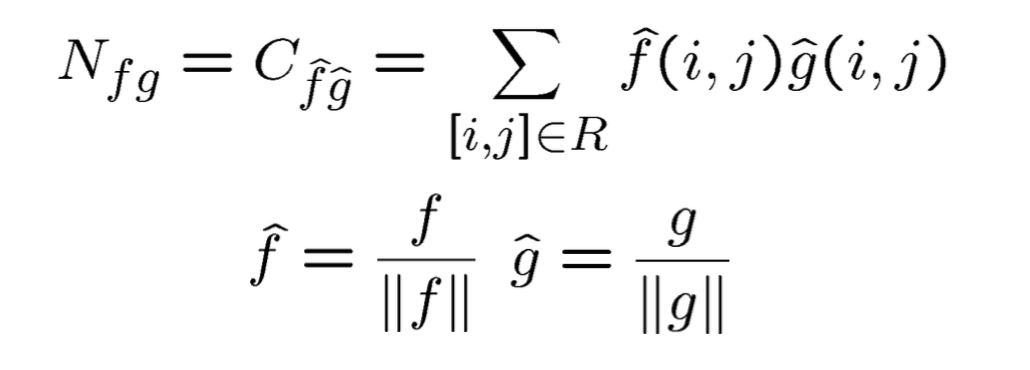 N_{fg} = C_{\hat{f}\hat{g}} = \sum_{[i,j] \in R} \hat{f}(i,j)\hat{g}(i,j)
\hat{f} = \frac{f}{\|f\|} \hat{g} = \frac{g}{\|g\|}